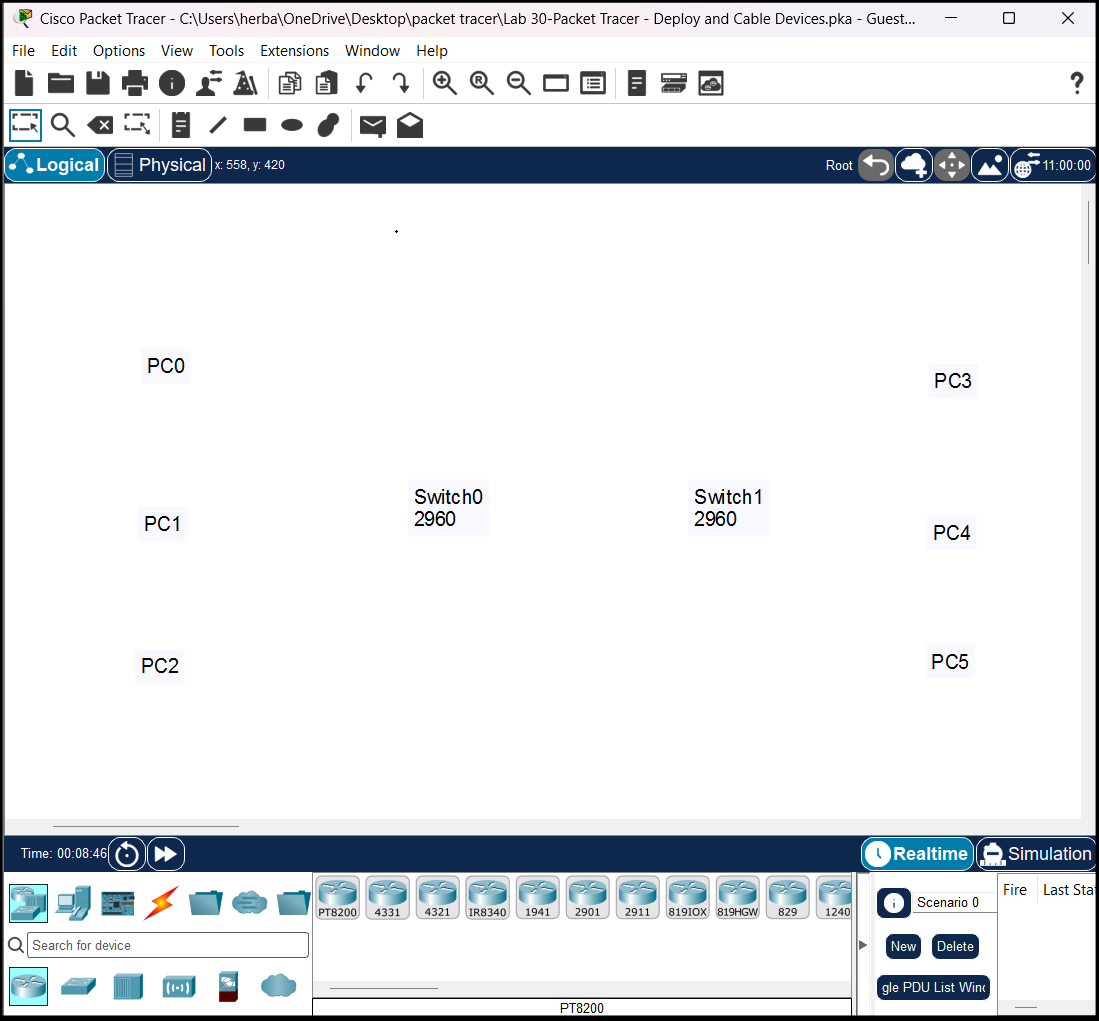 Cisco Packet Tracer - C:\Users\herba\OneDrive\Desktop\packet tracer\Lab 30-Packet Tracer - Deploy and Cable Devices.pka - Guest...
File Edit Options View Tools Extensions Window Help
Logical Physical x: 558, y: 420 Root 11:00:00
PC0
PC3
Switch0
2960
Switch1
2960
PC1
PC4
PC2
PC5
Time: 00:08:46 Realtime Simulation
PT8200 4331 4321 IR8340 1941 2901 2911 819IOX 819HGW 829 1240
Fire Last Sta
Scenario 0
Search for device
New Delete
gle PDU List Winc
PT8200